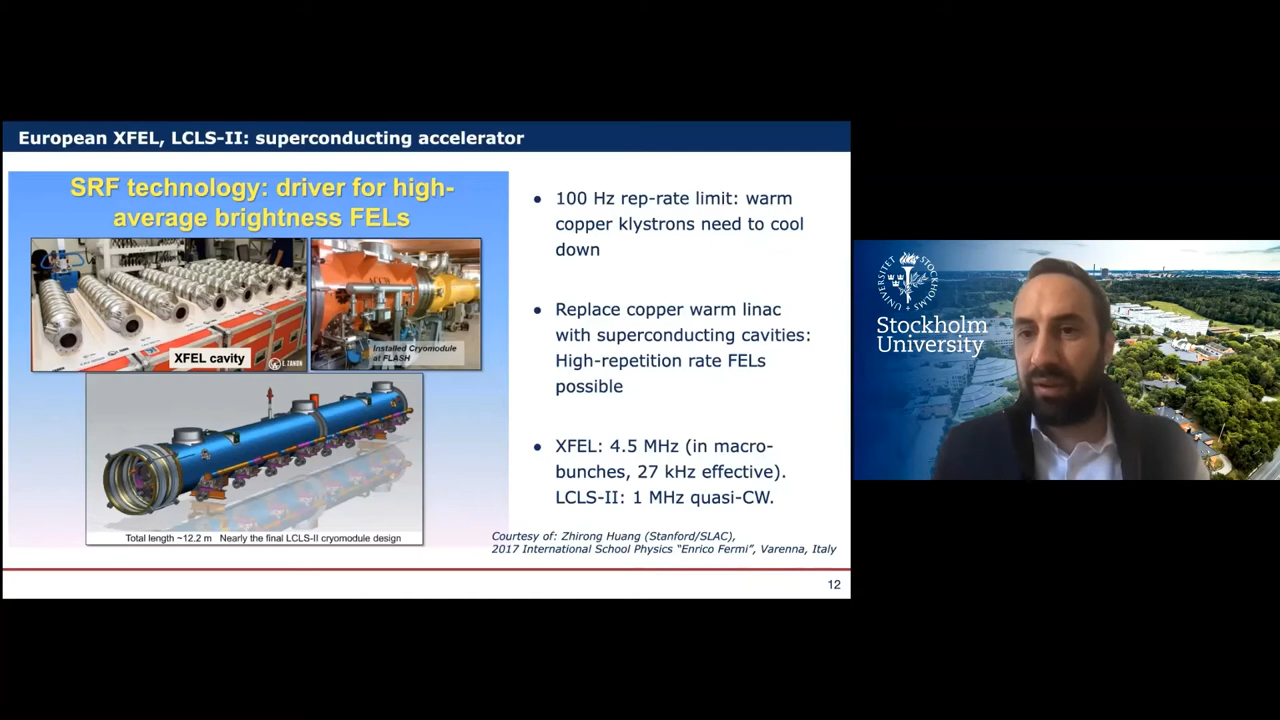 European XFEL, LCLS-II: superconducting accelerator
SRF technology: driver for high-
average brightness FELs
XFEL cavity
E. ZANON
Installed Cryomodule
at FLASH
Total length ~12.2 m Nearly the final LCLS-II cryomodule design
● 100 Hz rep-rate limit: warm
copper klystrons need to cool
down
● Replace copper warm linac
with superconducting cavities:
High-repetition rate FELs
possible
● XFEL: 4.5 MHz (in macro-
bunches, 27 kHz effective).
LCLS-II: 1 MHz quasi-CW.
Courtesy of: Zhirong Huang (Stanford/SLAC),
2017 International School Physics “Enrico Fermi”, Varenna, Italy
12
Stockholm
University